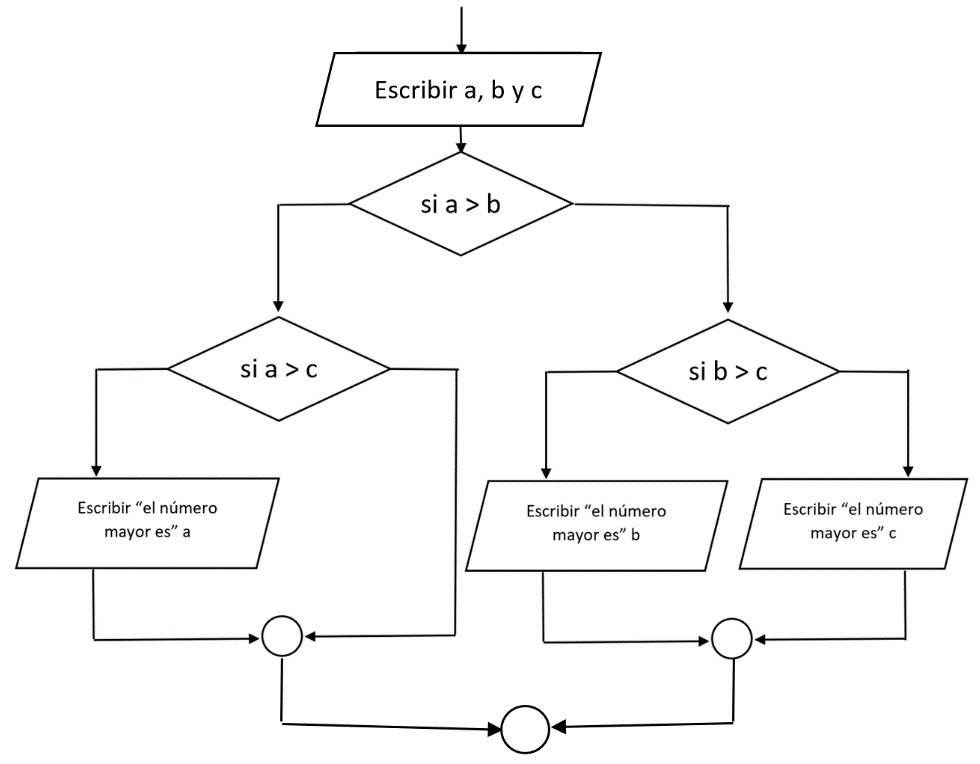 Escribir a, b y c
si a > b
si a > c
si b > c
Escribir “el número
mayor es” a
Escribir “el número
mayor es” b
Escribir “el número
mayor es” c